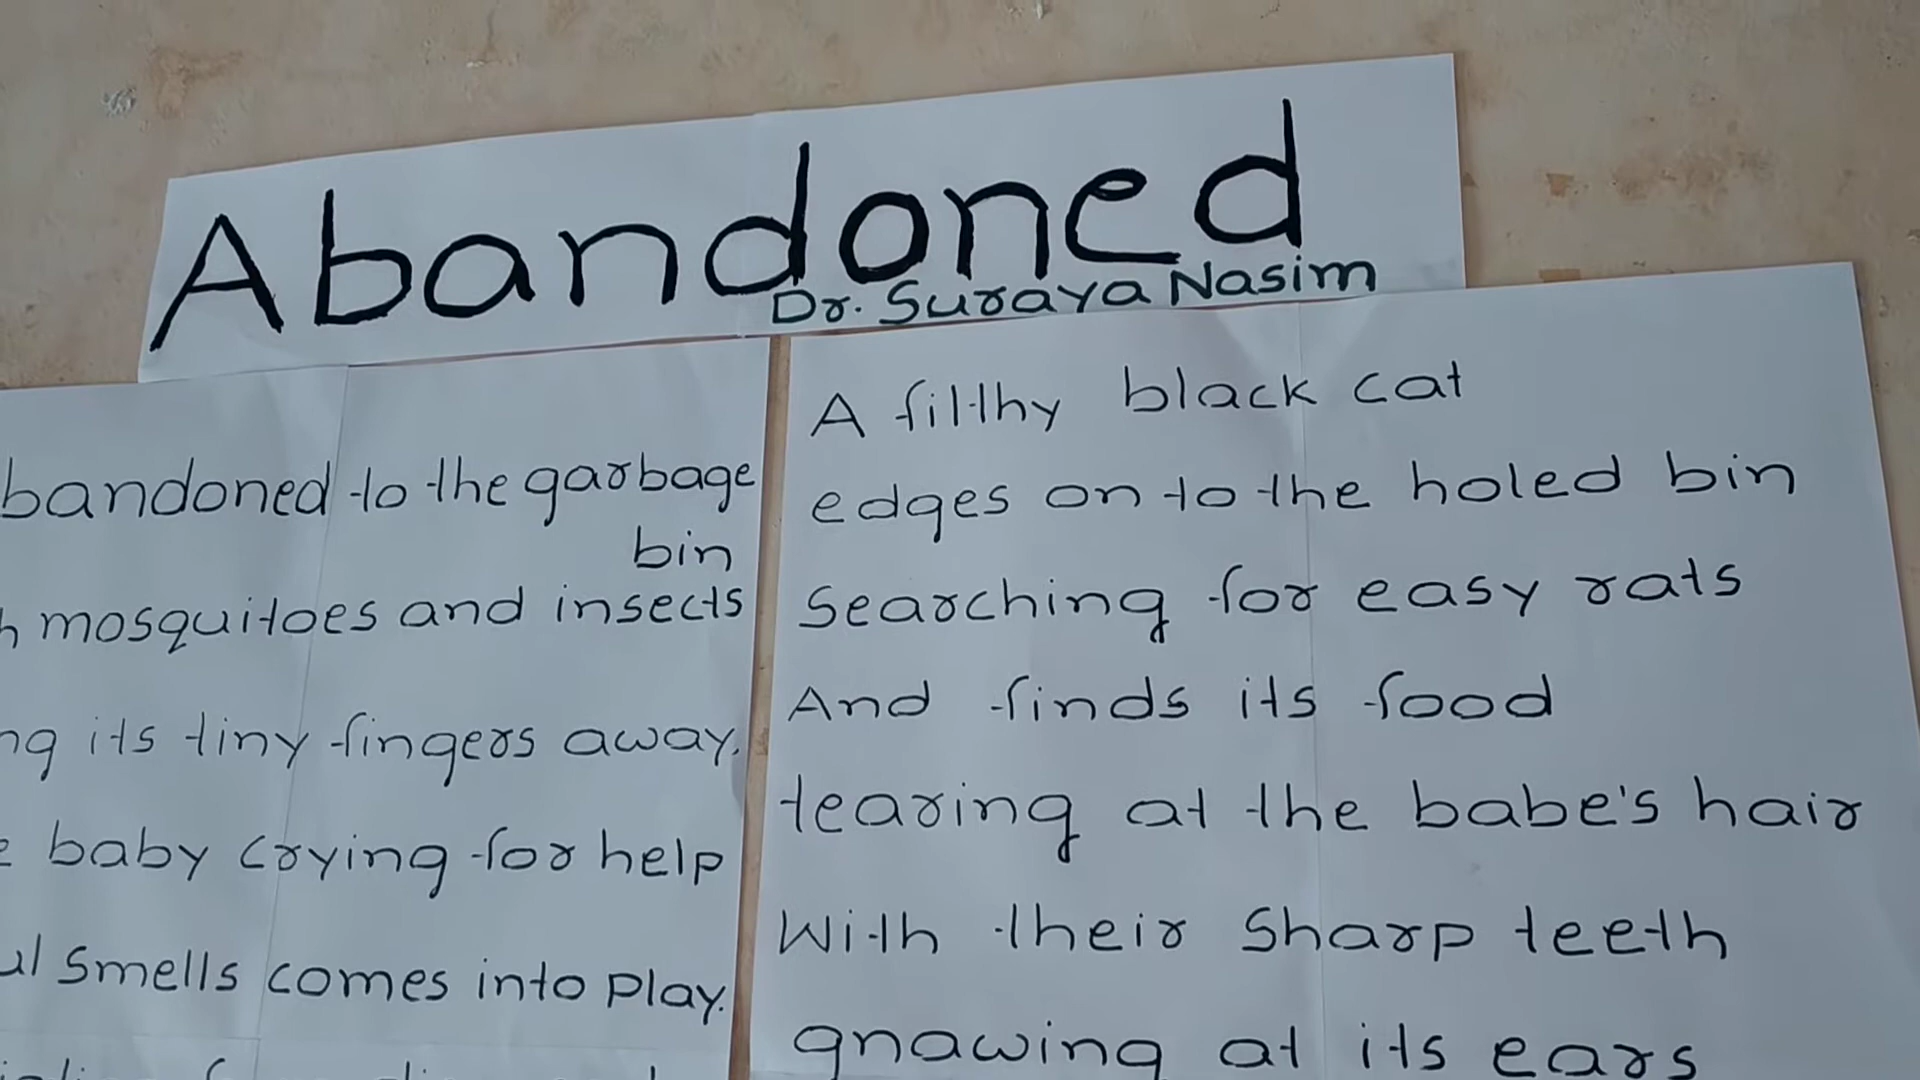 Abandoned
Dr. Suraya Nasim
bandoned to the garbage
bin
mosquitoes and insects
its tiny fingers away.
baby crying for help
smells comes into play.
A filthy black cat
edges on to the holed bin
Searching for easy rats
And finds its food
tearing at the babe's hair
With their sharp teeth
gnawing at its ears